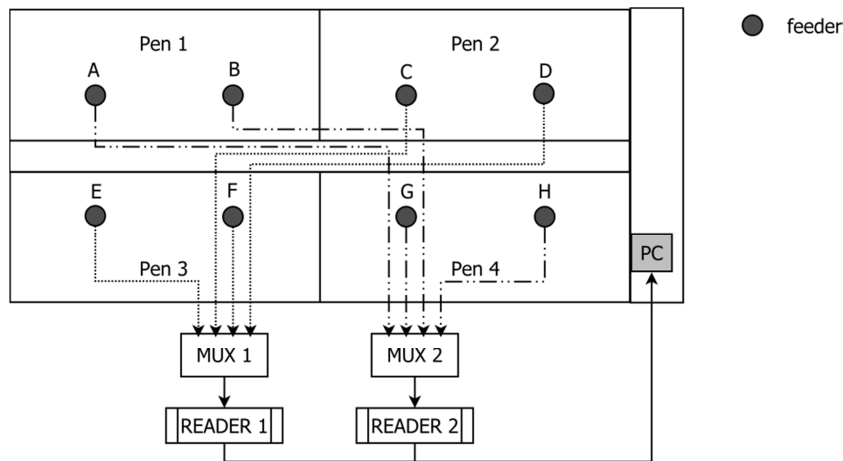 Pen 1
Pen 2
feeder
A
B
C
D
E
F
G
H
Pen 3
Pen 4
PC
MUX 1
MUX 2
READER 1
READER 2